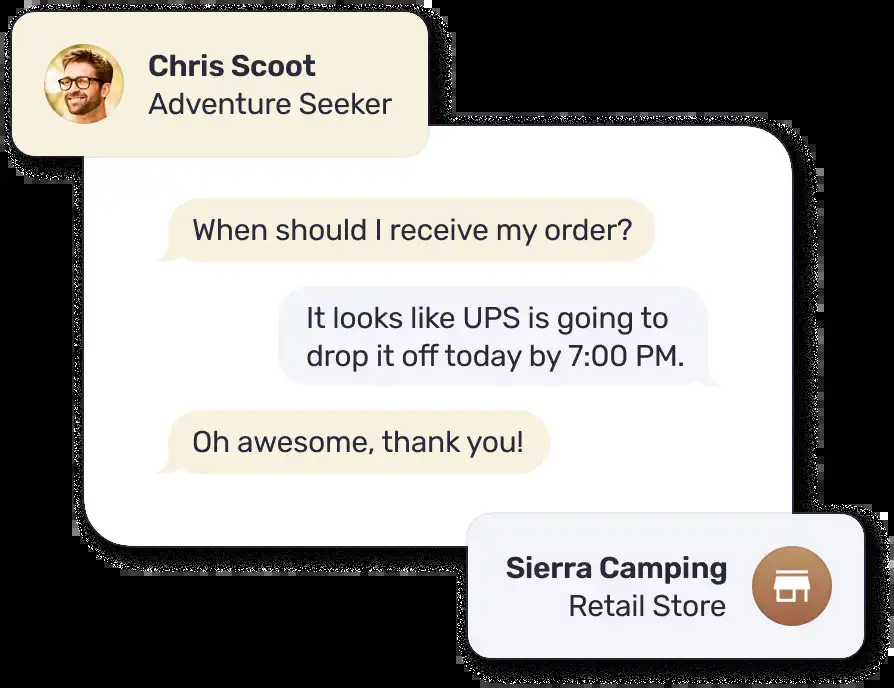 Chris Scoot
Adventure Seeker
When should I receive my order?
It looks like UPS is going to
drop it off today by 7:00 PM.
Oh awesome, thank you!
Sierra Camping
Retail Store